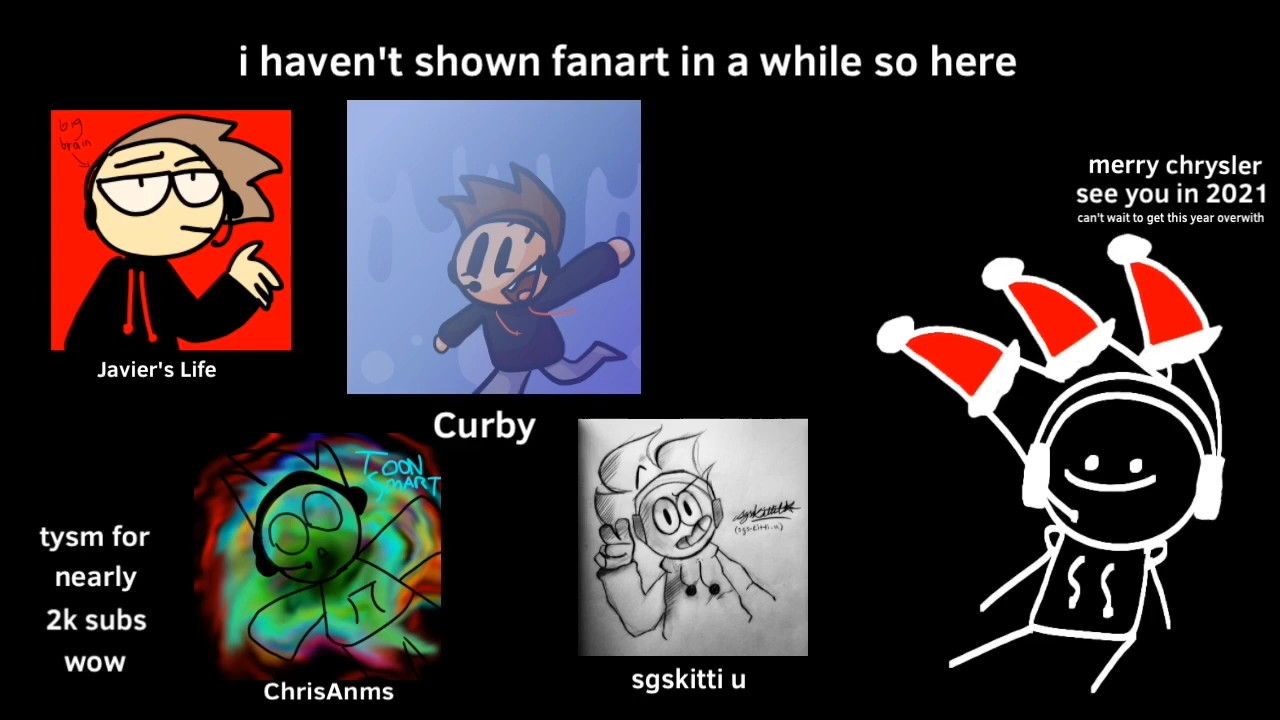 i haven't shown fanart in a while so here
big
brain
Javier's Life
Curby
TOON
SMART
ChrisAnms
(sgskitti.u)
sgskitti u
tysm for
nearly
2k subs
wow
merry chrysler
see you in 2021
can't wait to get this year overwith